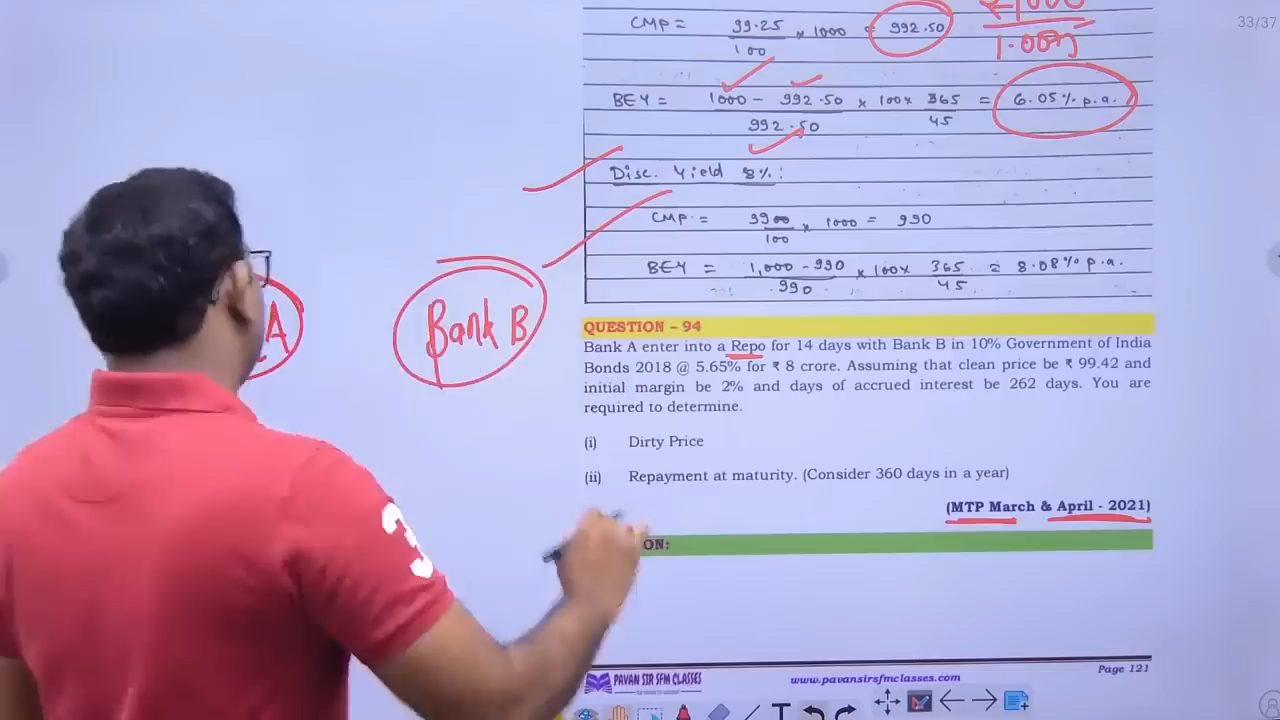 33/37
CMP = 99.25 / 100 × 1000 = 992.50
1.0075
BEY = 1000 - 992.50 / 992.50 × 100 × 365 / 45 = 6.05% p.a.
Disc. Yield 8% :
CMP = 9900 / 100 × 1000 = 990
BEY = 1,000 - 990 / 990 × 100 × 365 / 45 = 8.08% p.a.
A
Bank B
QUESTION – 94
Bank A enter into a Repo for 14 days with Bank B in 10% Government of India
Bonds 2018 @ 5.65% for ₹ 8 crore. Assuming that clean price be ₹ 99.42 and
initial margin be 2% and days of accrued interest be 262 days. You are
required to determine.
(i) Dirty Price
(ii) Repayment at maturity. (Consider 360 days in a year)
(MTP March & April - 2021)
ON:
3
PAVAN SIR SFM CLASSES
www.pavansirsfmclasses.com
Page 121